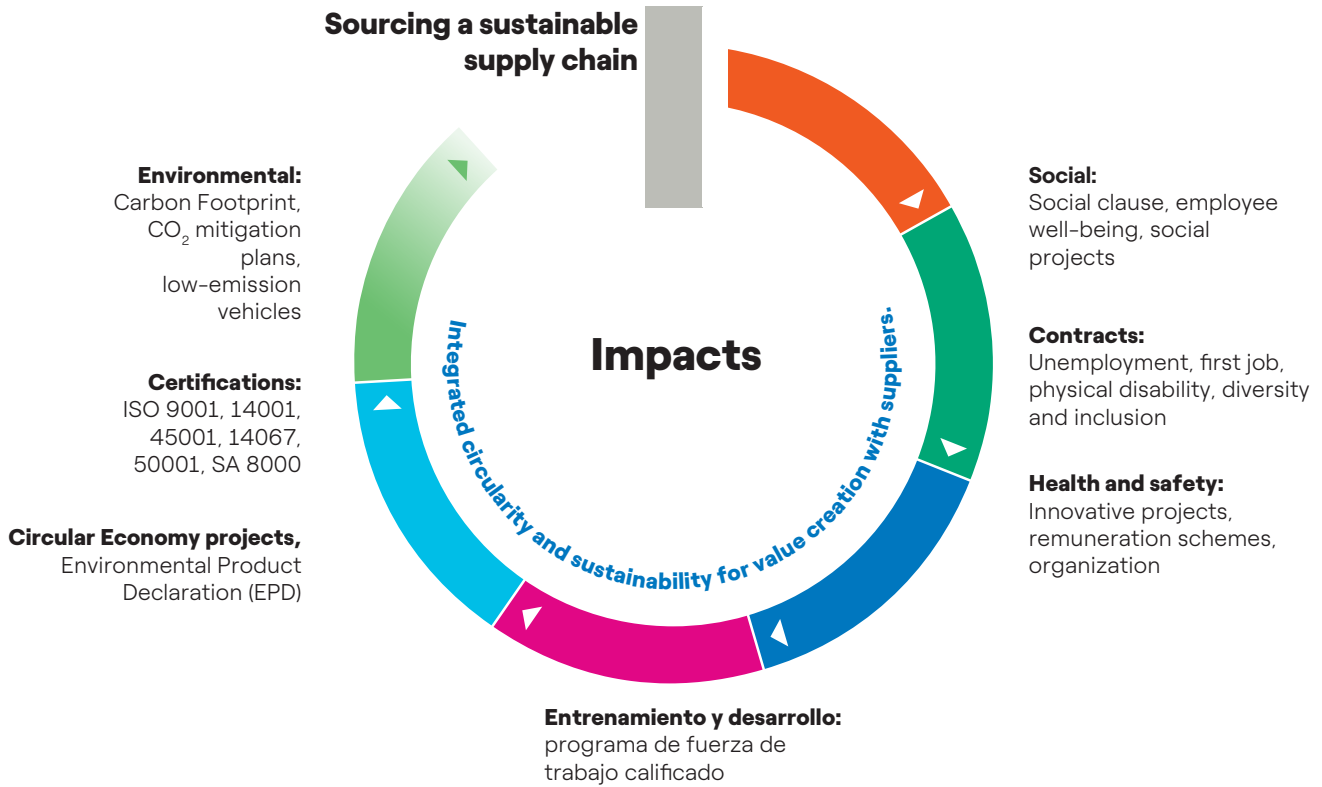 Sourcing a sustainable
supply chain
Social:
Social clause, employee
well-being, social
projects
Contracts:
Unemployment, first job,
physical disability, diversity
and inclusion
Health and safety:
Innovative projects,
remuneration schemes,
organization
Entrenamiento y desarrollo:
programa de fuerza de
trabajo calificado
Circular Economy projects,
Environmental Product
Declaration (EPD)
Certifications:
ISO 9001, 14001,
45001, 14067,
50001, SA 8000
Environmental:
Carbon Footprint,
CO₂ mitigation
plans,
low-emission
vehicles
Impacts
Integrated circularity and sustainability for value creation with suppliers.